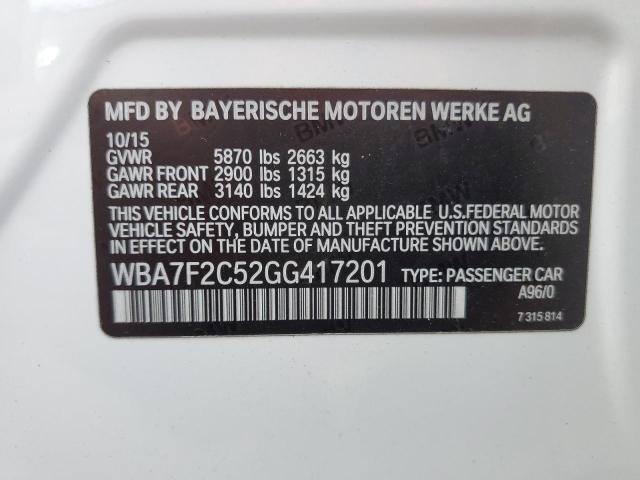 MFD BY BAYERISCHE MOTOREN WERKE AG
10/15
GVWR 5870 lbs 2663 kg
GAWR FRONT 2900 lbs 1315 kg
GAWR REAR 3140 lbs 1424 kg
THIS VEHICLE CONFORMS TO ALL APPLICABLE U.S.FEDERAL MOTOR
VEHICLE SAFETY, BUMPER AND THEFT PREVENTION STANDARDS
IN EFFECT ON THE DATE OF MANUFACTURE SHOWN ABOVE.
WBA7F2C52GG417201 TYPE: PASSENGER CAR
A96/0
7 315 814